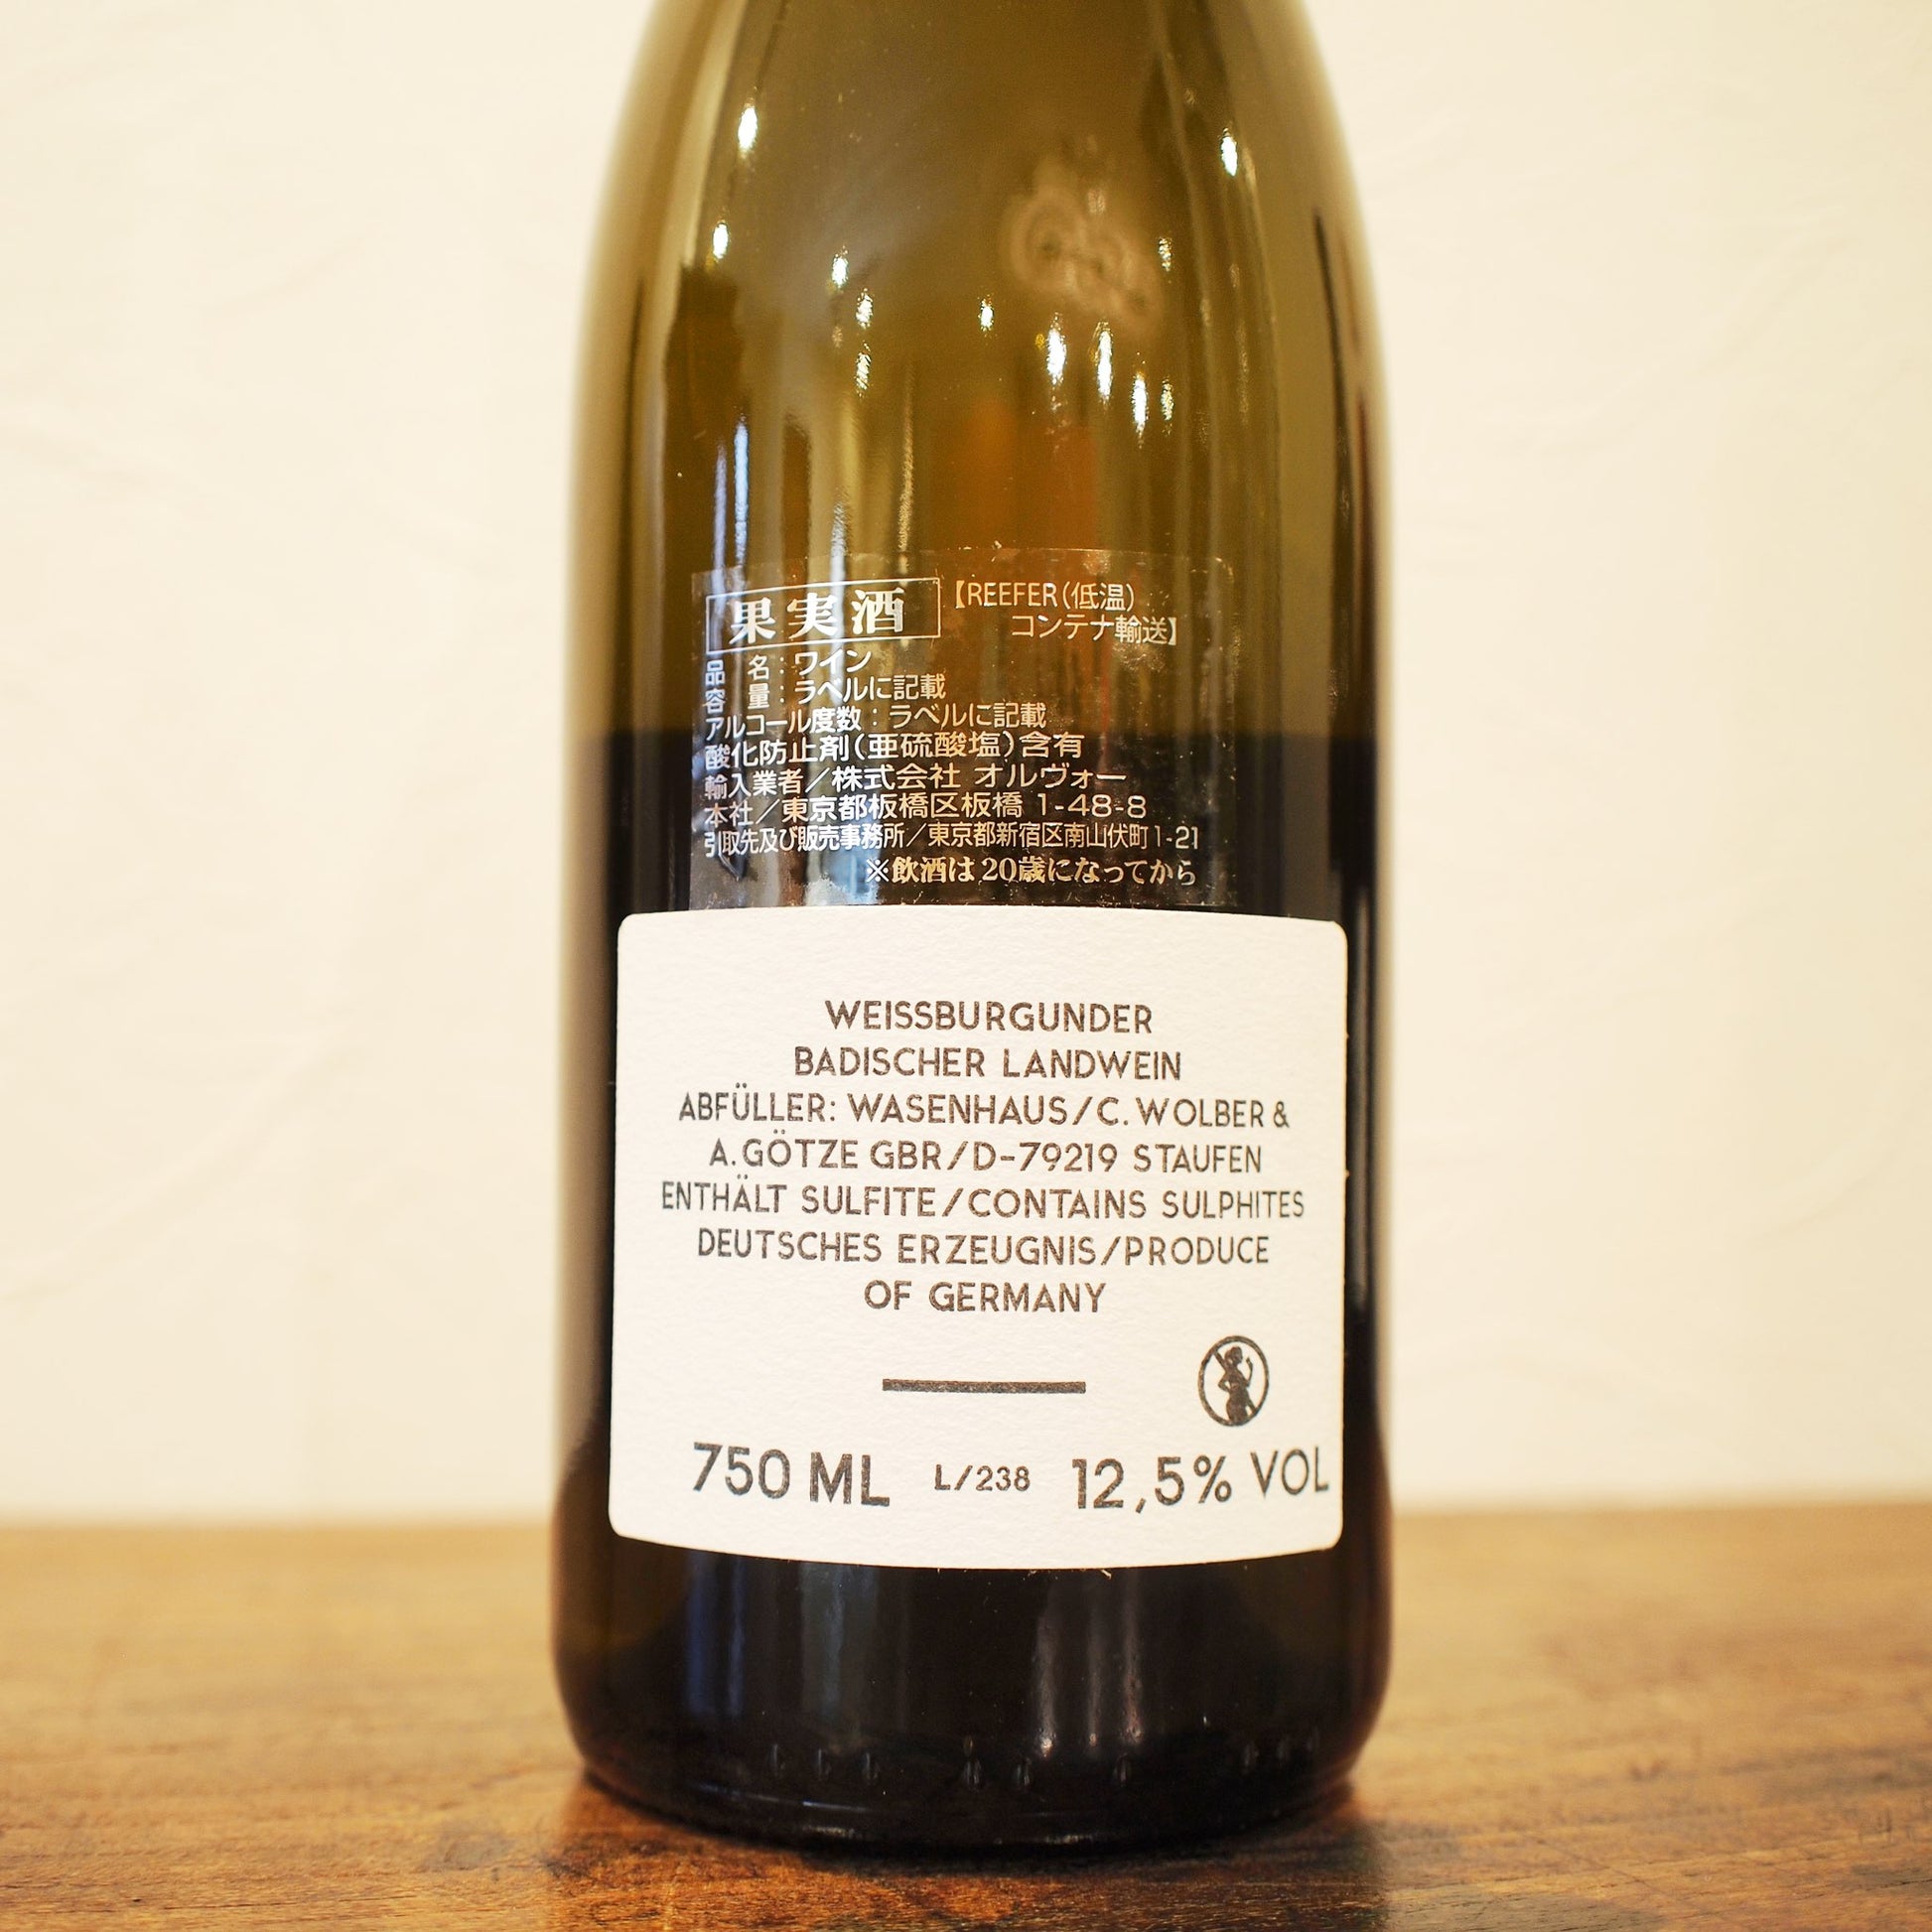 果実酒
【REEFER(低温)
コンテナ輸送】
品 名:ワイン
容 量:ラベルに記載
アルコール度数:ラベルに記載
酸化防止剤(亜硫酸塩)含有
輸入業者/株式会社 オルヴォー
本社/東京都板橋区板橋 1-48-8
引取先及び販売事務所/東京都新宿区南山伏町1-21
※飲酒は20歳になってから
WEISSBURGUNDER
BADISCHER LANDWEIN
ABFÜLLER: WASENHAUS/C. WOLBER &
A. GÖTZE GBR/D-79219 STAUFEN
ENTHÄLT SULFITE/CONTAINS SULPHITES
DEUTSCHES ERZEUGNIS/PRODUCE
OF GERMANY
750 ML L/238 12,5% VOL